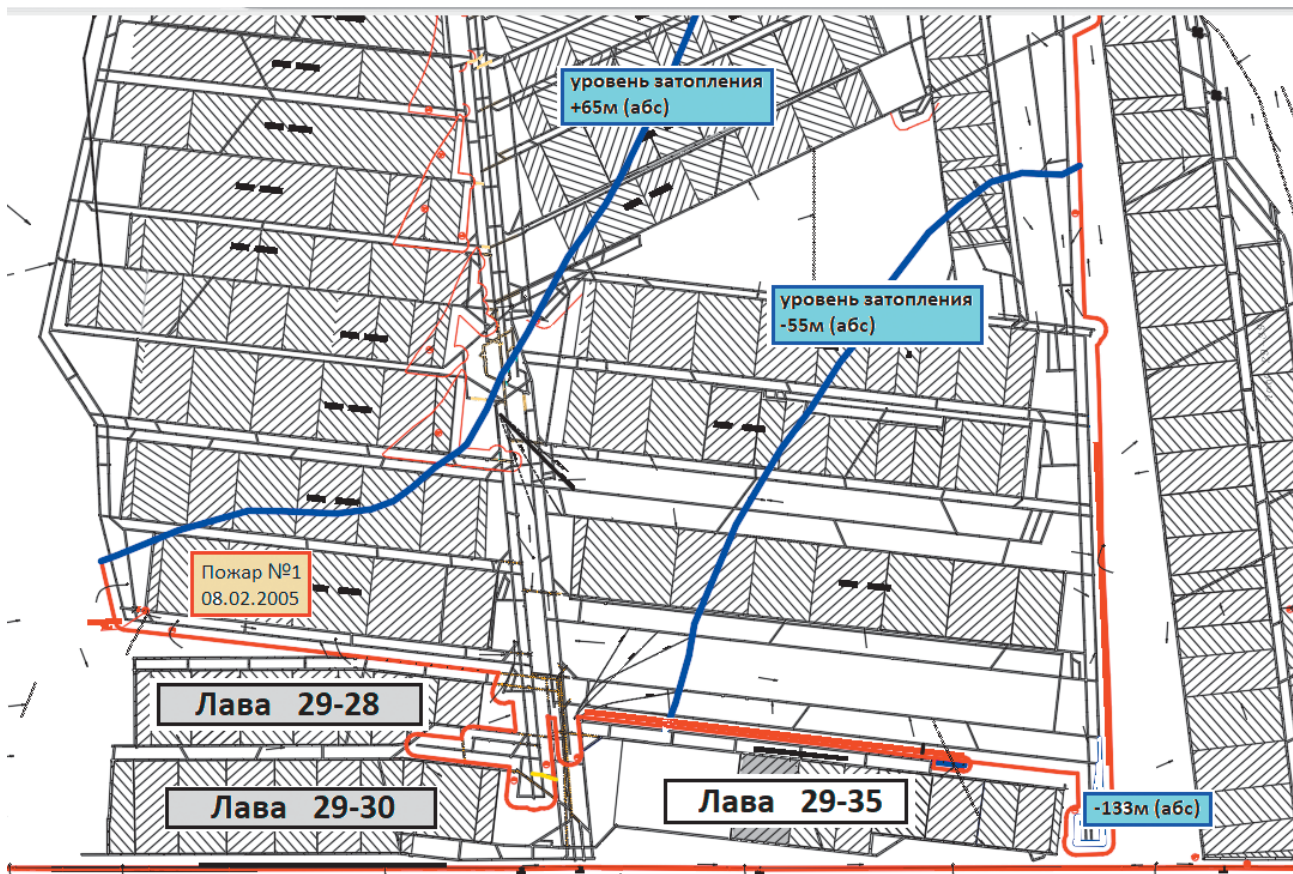 уровень затопления
+65м (абс)
уровень затопления
-55м (абс)
Пожар №1
08.02.2005
Лава 29-28
Лава 29-30
Лава 29-35
-133м (абс)